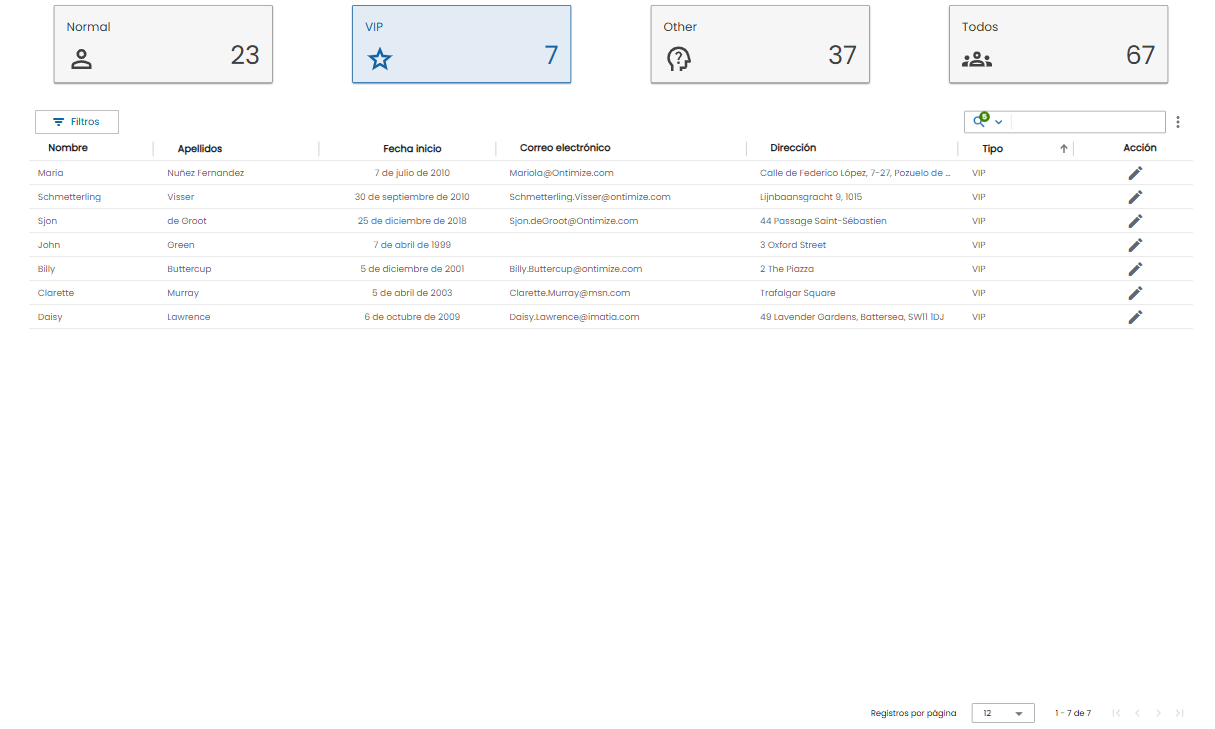 Normal VIP Other Todos
23 7 37 67
Filtros 5
Nombre Apellidos Fecha inicio Correo electrónico Dirección Tipo Acción
Maria Nuñez Fernandez 7 de julio de 2010 Mariola@Ontimize.com Calle de Federico López, 7-27, Pozuelo de ... VIP
Schmetterling Visser 30 de septiembre de 2010 Schmetterling.Visser@ontimize.com Lijnbaansgracht 9, 1015 VIP
Sjon de Groot 25 de diciembre de 2018 Sjon.deGroot@Ontimize.com 44 Passage Saint-Sébastien VIP
John Green 7 de abril de 1999 3 Oxford Street VIP
Billy Buttercup 5 de diciembre de 2001 Billy.Buttercup@ontimize.com 2 The Piazza VIP
Clarette Murray 5 de abril de 2003 Clarette.Murray@msn.com Trafalgar Square VIP
Daisy Lawrence 6 de octubre de 2009 Daisy.Lawrence@imatia.com 49 Lavender Gardens, Battersea, SW11 1DJ VIP
Registros por página 12 1 - 7 de 7